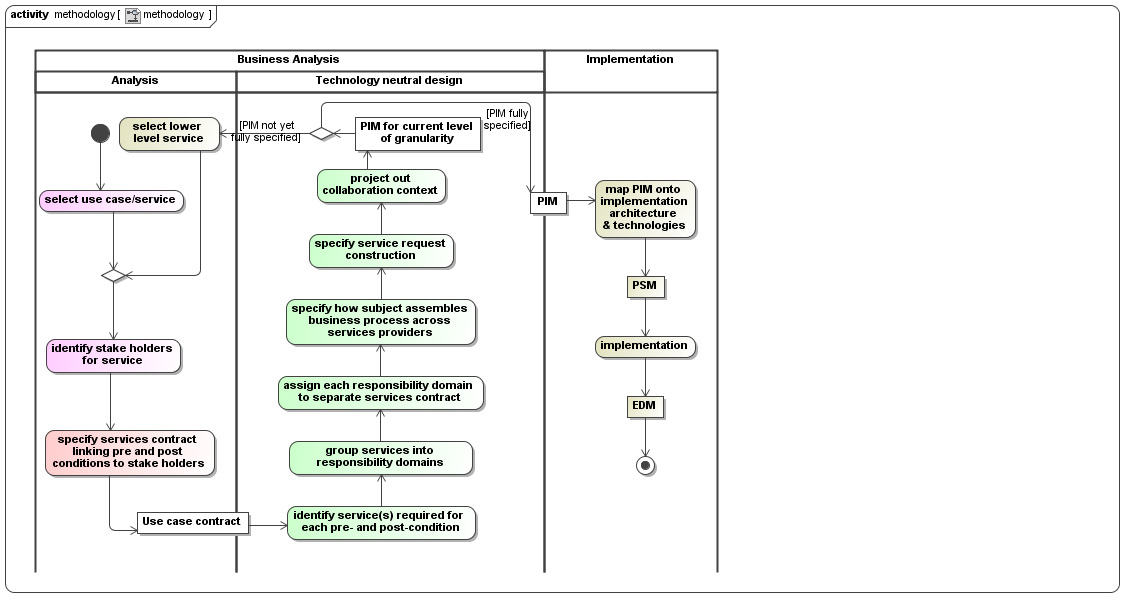 activity methodology [ methodology ]
Business Analysis
Implementation
Analysis
Technology neutral design
select lower
level service
[PIM not yet
fully specified]
PIM for current level
of granularity
[PIM fully
specified]
select use case/service
project out
collaboration context
PIM
map PIM onto
implementation
architecture
& technologies
specify service request
construction
PSM
specify how subject assembles
business process across
services providers
identify stake holders
for service
implementation
assign each responsibility domain
to separate services contract
EDM
specify services contract
linking pre and post
conditions to stake holders
group services into
responsibility domains
Use case contract
identify service(s) required for
each pre- and post-condition